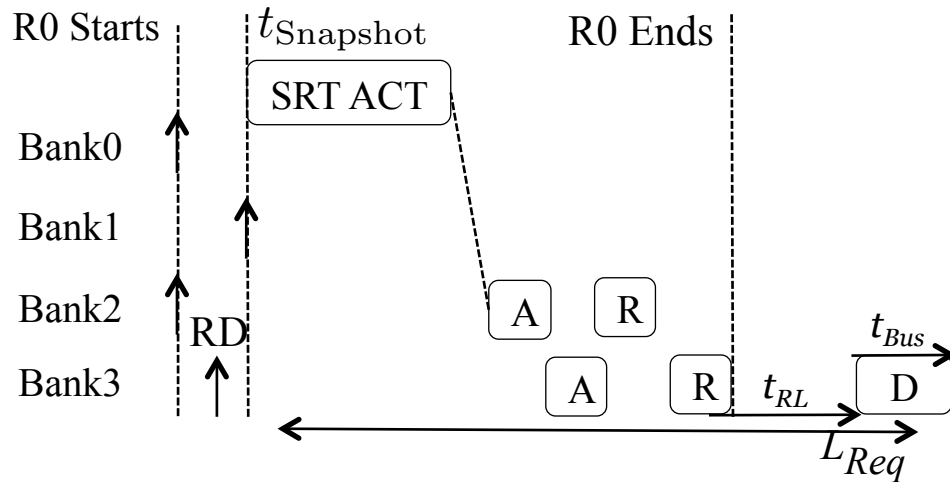 R0 Starts
t_Snapshot
R0 Ends
SRT ACT
Bank0
Bank1
Bank2
A
R
RD
t_Bus
Bank3
A
R
t_RL
D
L_Req